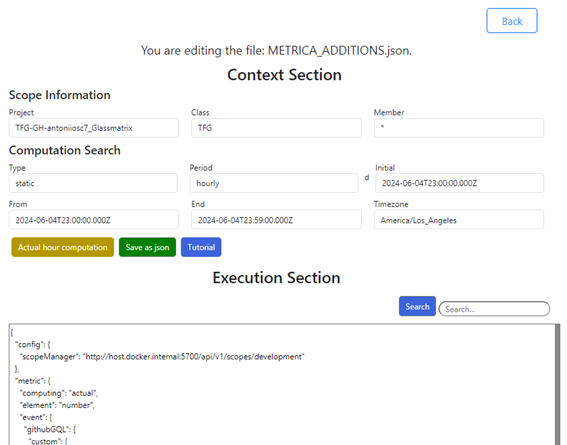 Back
You are editing the file: METRICA_ADDITIONS.json.
Context Section
Scope Information
Project Class Member
TFG-GH-antoniiosc7_Glassmatrix TFG *
Computation Search
Type Period Initial
static hourly d 2024-06-04T23:00:00.000Z
From End Timezone
2024-06-04T23:00:00.000Z 2024-06-04T23:59:00.000Z America/Los_Angeles
Actual hour computation Save as json Tutorial
Execution Section
Search Search...
{
"config": {
"scopeManager": "http://host.docker.internal:5700/api/v1/scopes/development"
},
"metric": {
"computing": "actual",
"element": "number",
"event": {
"githubGQL": {
"custom": {